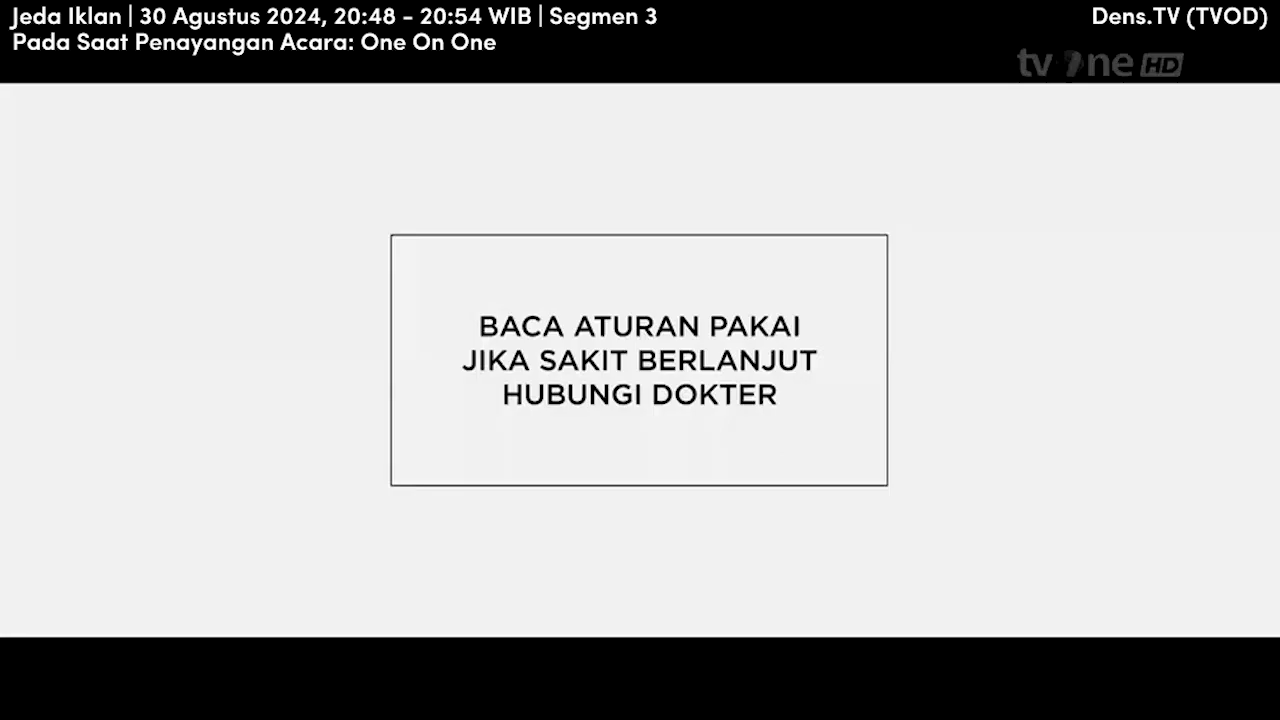 Jeda Iklan | 30 Agustus 2024, 20:48 - 20:54 WIB | Segmen 3
Dens.TV (TVOD)
Pada Saat Penayangan Acara: One On One
tvOne HD
BACA ATURAN PAKAI
JIKA SAKIT BERLANJUT
HUBUNGI DOKTER